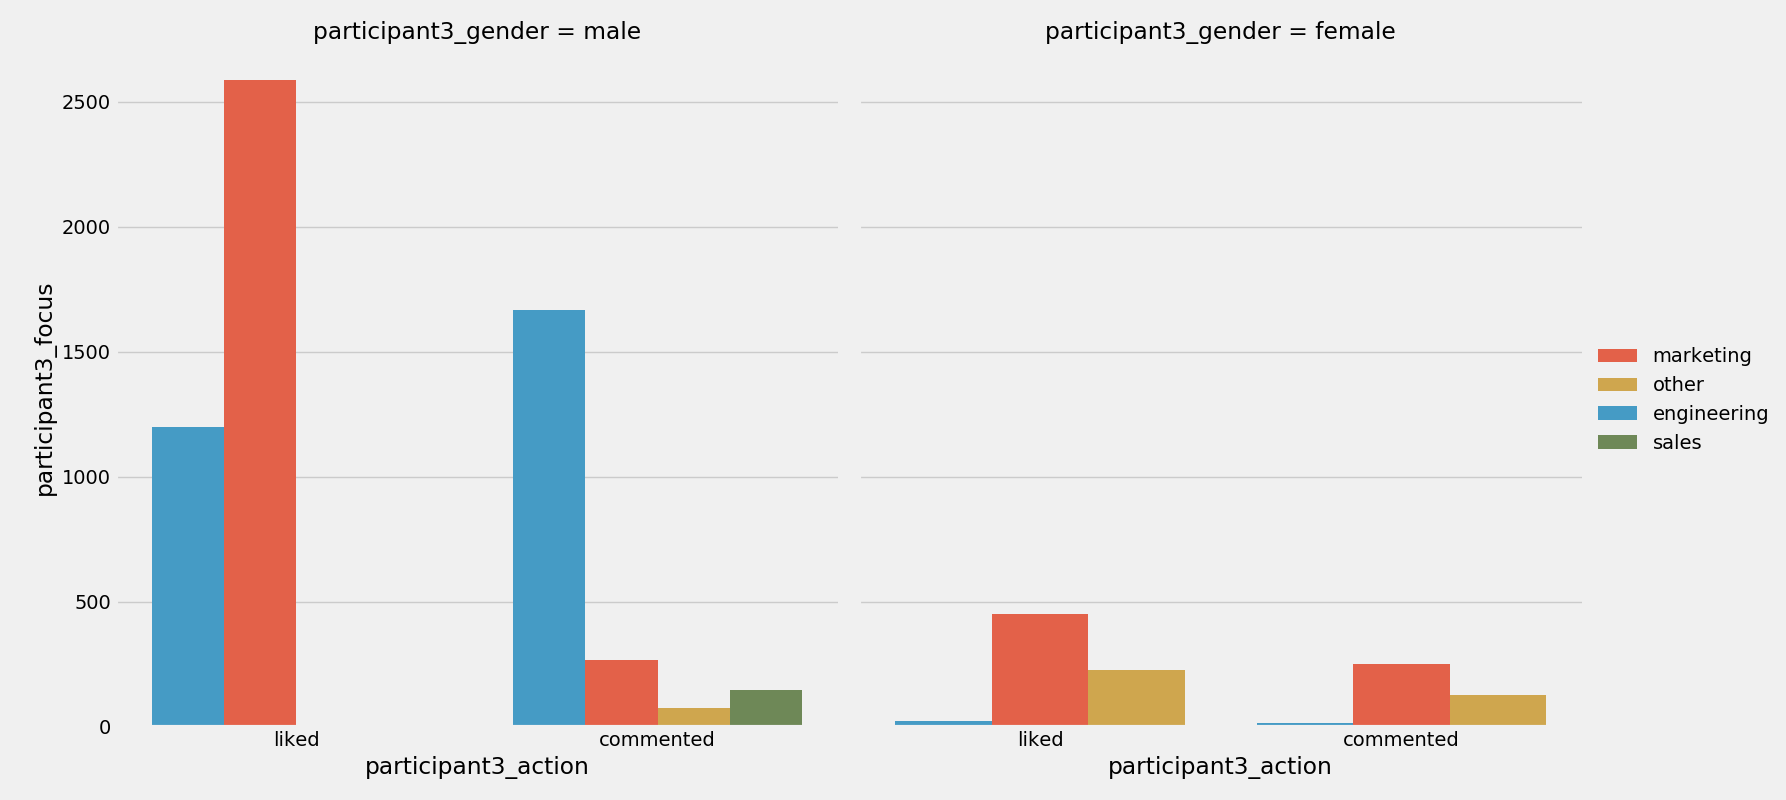 participant3_gender = male
participant3_gender = female
2500
2000
1500
1000
500
0
participant3_focus
liked
commented
liked
commented
participant3_action
participant3_action
marketing
other
engineering
sales